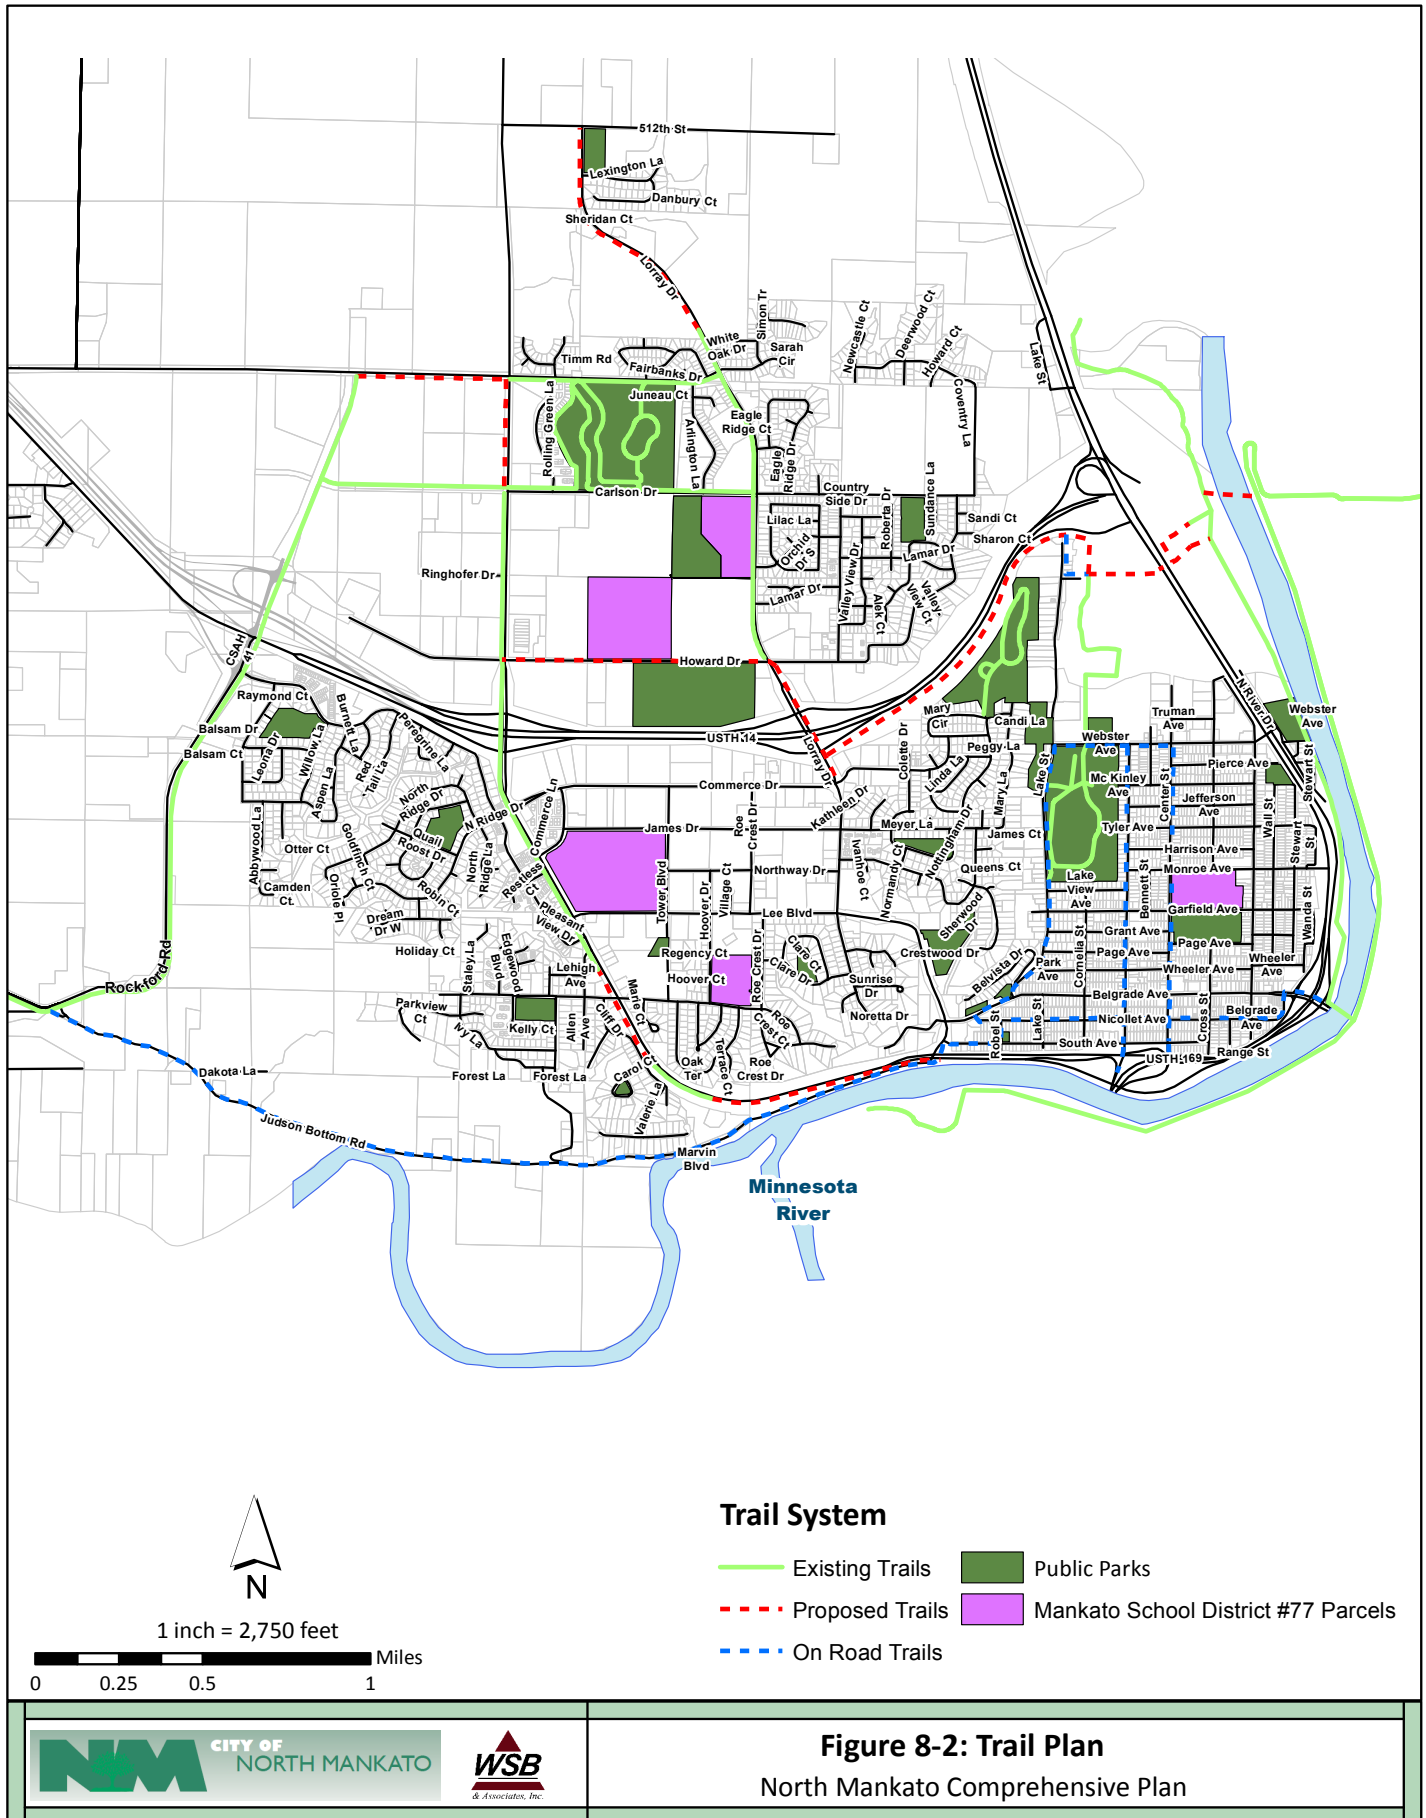 512th St
Lexington La
Danbury Ct
Sheridan Ct
Lorray Dr
White
Oak Dr
Simon Tr
Sarah
Cir
Newcastle Ct
Deerwood Ct
Howard Ct
Coventry La
Lake St
Timm Rd
Fairbanks Dr
Juneau Ct
Rolling Green La
Arlington La
Eagle
Ridge Ct
Eagle
Ridge Dr
Carlson Dr
Country
Side Dr
Roberta Dr
Sundance La
Sandi Ct
Sharon Ct
Lilac La
Orchid
Dr S
Lamar Dr
Lamar Dr
Valley View Dr
Alek Ct
Valley
View Ct
Ringhofer Dr
Howard Dr
CSAH
41
Raymond Ct
Balsam Dr
Balsam Ct
Leona Dr
Willow La
Burnett La
Aspen La
Red
Tail La
Peregrine La
North
Ridge Dr
N Ridge Dr
Quail
Roost Dr
North
Ridge La
Abbywood La
Otter Ct
Goldfinch Ct
Oriole Pl
Camden
Ct
Robin Ct
Dream
Dr W
Holiday Ct
Rockford Rd
USTH 14
Lorray Dr
Commerce Dr
Commerce Ln
James Dr
Roe
Crest Dr
Kathleen Dr
Colette Dr
Mary
Cir
Candi La
Peggy La
Linda La
Mary La
Meyer La
Nottingham Dr
James Ct
Queens Ct
Ivanhoe Ct
Normandy Ct
Northway Dr
Restless
Ct
Tower Blvd
Hoover Dr
Village Ct
Lee Blvd
Pleasant
View Dr
Sherwood
Dr
Crestwood Dr
Regency Ct
Hoover Ct
Roe Crest Dr
Clare Ct
Clare Dr
Sunrise
Dr
Noretta Dr
Belvista Dr
Staley La
Edgewood
Blvd
Lehigh
Ave
Marie Ct
Parkview
Ct
Ivy La
Kelly Ct
Allen
Ave
Cliff Dr
Forest La
Forest La
Carol Ct
Valerie La
Oak
Ter
Terrace Ct
Roe
Crest Ct
Roe
Crest Dr
Dakota La
Judson Bottom Rd
Marvin
Blvd
Minnesota
River
Lake St
Webster
Ave
Truman
Ave
N River Dr
Webster
Ave
Pierce Ave
Stewart St
Mc Kinley
Ave
Center St
Jefferson
Ave
Wall St
Tyler Ave
Stewart
St
Harrison Ave
Monroe Ave
Lake
View
Ave
Bennett St
Garfield Ave
Wanda St
Cornelia St
Grant Ave
Page Ave
Page Ave
Park
Ave
Wheeler Ave
Wheeler
Ave
Belgrade Ave
Belgrade
Ave
Nicollet Ave
Cross St
Robel St
Lake St
South Ave
USTH 169
Range St
N
1 inch = 2,750 feet
Miles
0 0.25 0.5 1
Trail System
Existing Trails
Public Parks
Proposed Trails
Mankato School District #77 Parcels
On Road Trails
NM CITY OF
NORTH MANKATO
WSB
& Associates, Inc.
Figure 8-2: Trail Plan
North Mankato Comprehensive Plan